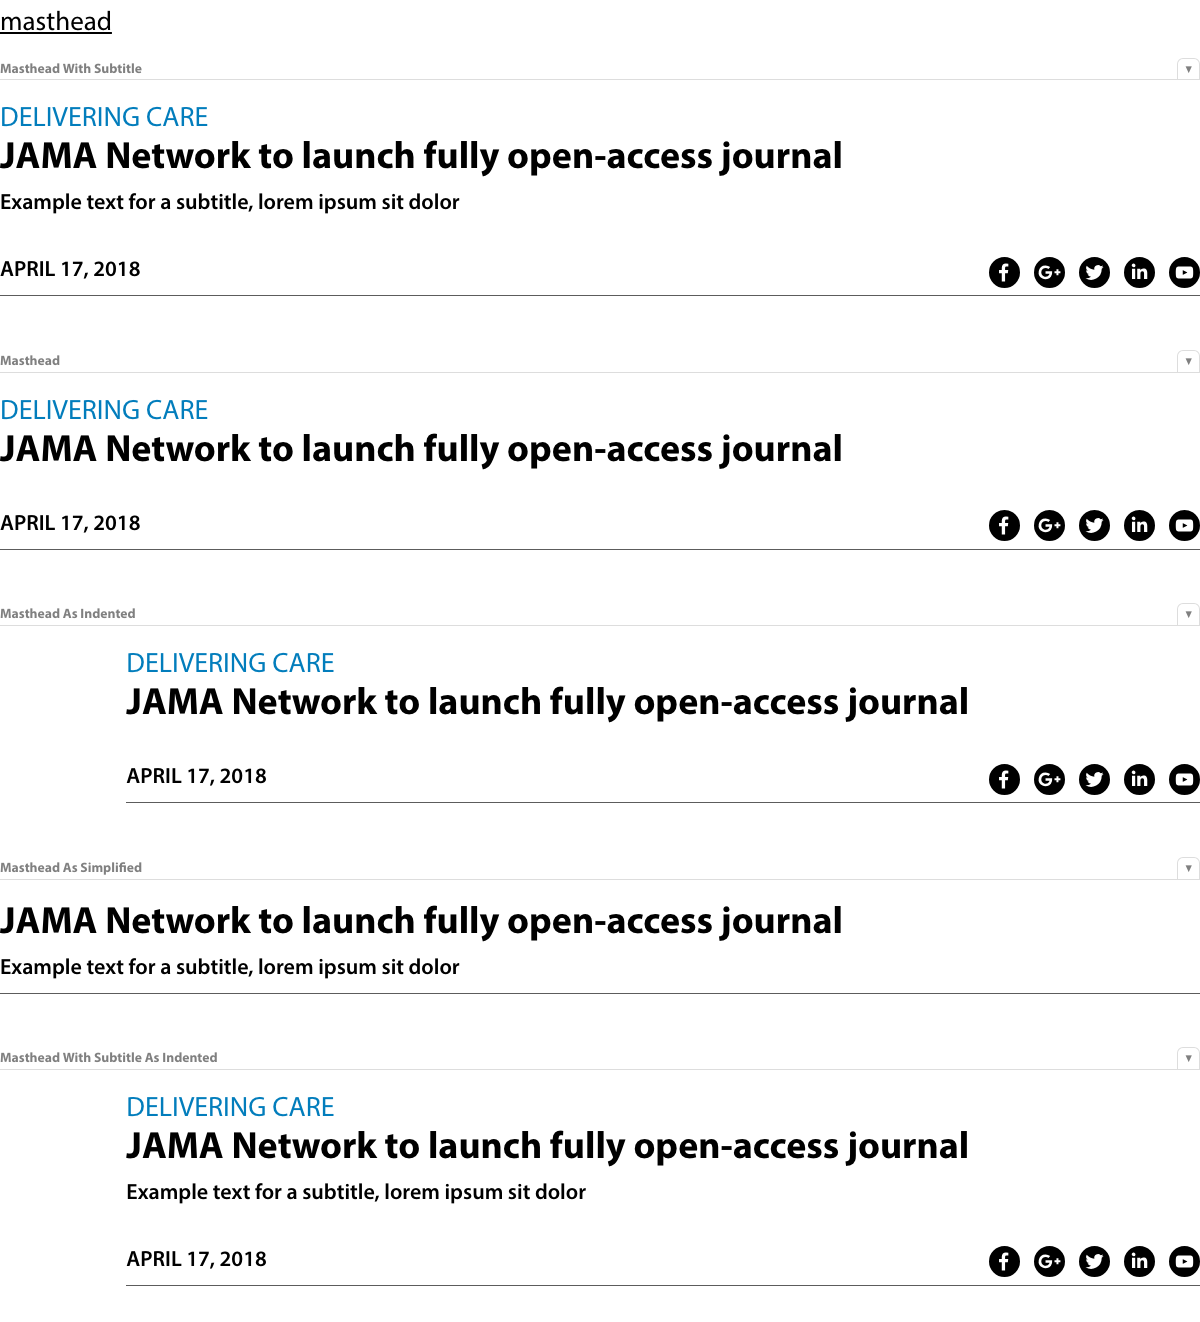 masthead
Masthead With Subtitle
DELIVERING CARE
JAMA Network to launch fully open-access journal
Example text for a subtitle, lorem ipsum sit dolor
APRIL 17, 2018
Masthead
DELIVERING CARE
JAMA Network to launch fully open-access journal
APRIL 17, 2018
Masthead As Indented
DELIVERING CARE
JAMA Network to launch fully open-access journal
APRIL 17, 2018
Masthead As Simplified
JAMA Network to launch fully open-access journal
Example text for a subtitle, lorem ipsum sit dolor
Masthead With Subtitle As Indented
DELIVERING CARE
JAMA Network to launch fully open-access journal
Example text for a subtitle, lorem ipsum sit dolor
APRIL 17, 2018